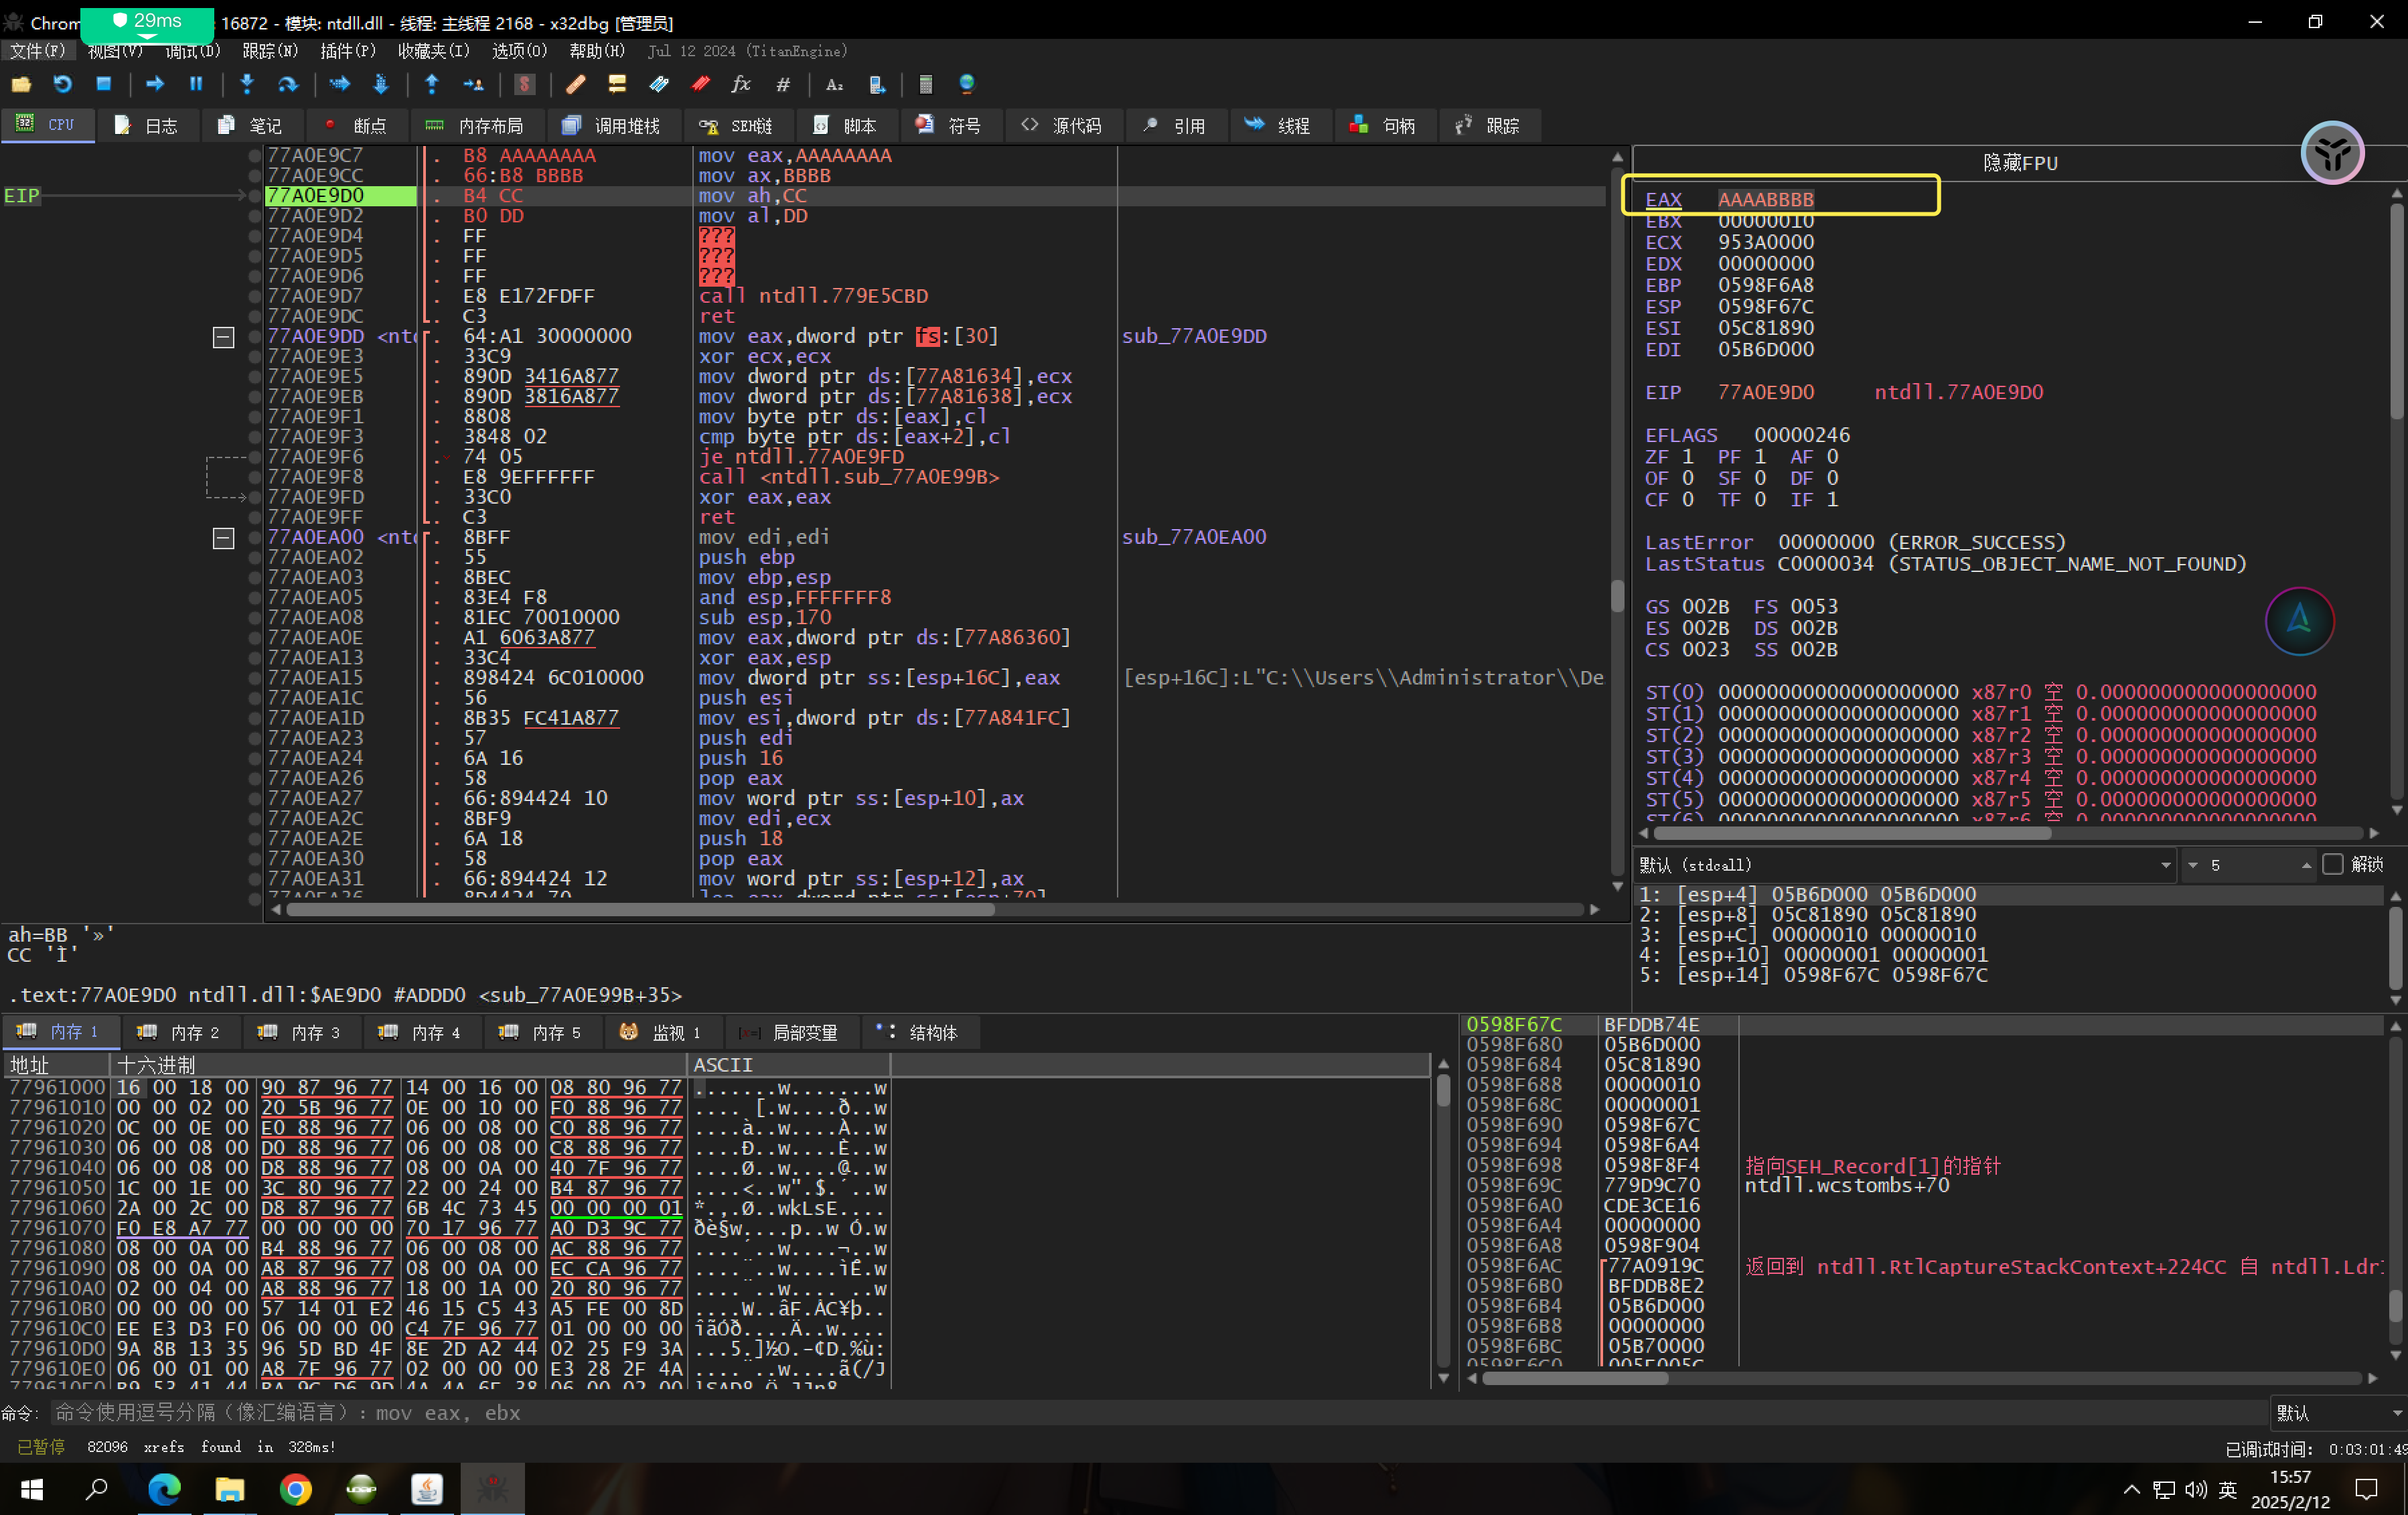 Chrom
29ms
16872 - 模块: ntdll.dll - 线程: 主线程 2168 - x32dbg [管理员]
文件(F) 视图(V) 调试(D) 跟踪(N) 插件(P) 收藏夹(I) 选项(O) 帮助(H) Jul 12 2024 (TitanEngine)
CPU 日志 笔记 断点 内存布局 调用堆栈 SEH链 脚本 符号 源代码 引用 线程 句柄 跟踪
77A0E9C7 . B8 AAAAAAAA mov eax,AAAAAAAA
77A0E9CC . 66:B8 BBBB mov ax,BBBB
EIP 77A0E9D0 . B4 CC mov ah,CC
77A0E9D2 . B0 DD mov al,DD
77A0E9D4 . FF ???
77A0E9D5 . FF ???
77A0E9D6 . FF ???
77A0E9D7 . E8 E172FDFF call ntdll.779E5CBD
77A0E9DC . C3 ret
77A0E9DD <ntd . 64:A1 30000000 mov eax,dword ptr fs:[30] sub_77A0E9DD
77A0E9E3 . 33C9 xor ecx,ecx
77A0E9E5 . 890D 3416A877 mov dword ptr ds:[77A81634],ecx
77A0E9EB . 890D 3816A877 mov dword ptr ds:[77A81638],ecx
77A0E9F1 . 8808 mov byte ptr ds:[eax],cl
77A0E9F3 . 3848 02 cmp byte ptr ds:[eax+2],cl
77A0E9F6 . 74 05 je ntdll.77A0E9FD
77A0E9F8 . E8 9EFFFFFF call <ntdll.sub_77A0E99B>
77A0E9FD . 33C0 xor eax,eax
77A0E9FF . C3 ret
77A0EA00 <ntd . 8BFF mov edi,edi sub_77A0EA00
77A0EA02 . 55 push ebp
77A0EA03 . 8BEC mov ebp,esp
77A0EA05 . 83E4 F8 and esp,FFFFFFF8
77A0EA08 . 81EC 70010000 sub esp,170
77A0EA0E . A1 6063A877 mov eax,dword ptr ds:[77A86360]
77A0EA13 . 33C4 xor eax,esp
77A0EA15 . 898424 6C010000 mov dword ptr ss:[esp+16C],eax [esp+16C]:L"C:\\Users\\Administrator\\De
77A0EA1C . 56 push esi
77A0EA1D . 8B35 FC41A877 mov esi,dword ptr ds:[77A841FC]
77A0EA23 . 57 push edi
77A0EA24 . 6A 16 push 16
77A0EA26 . 58 pop eax
77A0EA27 . 66:894424 10 mov word ptr ss:[esp+10],ax
77A0EA2C . 8BF9 mov edi,ecx
77A0EA2E . 6A 18 push 18
77A0EA30 . 58 pop eax
77A0EA31 . 66:894424 12 mov word ptr ss:[esp+12],ax
隐藏FPU
EAX AAAABBBB
EBX 00000010
ECX 953A0000
EDX 00000000
EBP 0598F6A8
ESP 0598F67C
ESI 05C81890
EDI 05B6D000
EIP 77A0E9D0 ntdll.77A0E9D0
EFLAGS 00000246
ZF 1 PF 1 AF 0
OF 0 SF 0 DF 0
CF 0 TF 0 IF 1
LastError 00000000 (ERROR_SUCCESS)
LastStatus C0000034 (STATUS_OBJECT_NAME_NOT_FOUND)
GS 002B FS 0053
ES 002B DS 002B
CS 0023 SS 002B
ST(0) 00000000000000000000 x87r0 空 0.000000000000000000
ST(1) 00000000000000000000 x87r1 空 0.000000000000000000
ST(2) 00000000000000000000 x87r2 空 0.000000000000000000
ST(3) 00000000000000000000 x87r3 空 0.000000000000000000
ST(4) 00000000000000000000 x87r4 空 0.000000000000000000
ST(5) 00000000000000000000 x87r5 空 0.000000000000000000
默认 (stdcall) 5 解锁
1: [esp+4] 05B6D000 05B6D000
2: [esp+8] 05C81890 05C81890
3: [esp+C] 00000010 00000010
4: [esp+10] 00000001 00000001
5: [esp+14] 0598F67C 0598F67C
ah=BB '»'
CC 'Ì'
.text:77A0E9D0 ntdll.dll:$AE9D0 #ADDD0 <sub_77A0E99B+35>
内存 1 内存 2 内存 3 内存 4 内存 5 监视 1 局部变量 结构体
地址 十六进制 ASCII
77961000 16 00 18 00 90 87 96 77 14 00 16 00 08 80 96 77 .......w.......w
77961010 00 00 02 00 20 5B 96 77 0E 00 10 00 F0 88 96 77 .... [.w....ð..w
77961020 0C 00 0E 00 E0 88 96 77 06 00 08 00 C0 88 96 77 ....à..w....À..w
77961030 06 00 08 00 D0 88 96 77 06 00 08 00 C8 88 96 77 ....Ð..w....È..w
77961040 06 00 08 00 D8 88 96 77 08 00 0A 00 40 7F 96 77 ....Ø..w....@..w
77961050 1C 00 1E 00 3C 80 96 77 22 00 24 00 B4 87 96 77 ....<..w".$.´..w
77961060 2A 00 2C 00 D8 87 96 77 6B 4C 73 45 00 00 00 01 *.,.Ø..wkLsE....
77961070 F0 E8 A7 77 00 00 00 00 70 17 96 77 A0 D3 9C 77 ðè§w....p..w Ó.w
77961080 08 00 0A 00 B4 88 96 77 06 00 08 00 AC 88 96 77 ....´..w....¬..w
77961090 08 00 0A 00 A8 87 96 77 08 00 0A 00 EC CA 96 77 ....¨..w....ìÊ.w
779610A0 02 00 04 00 A8 88 96 77 18 00 1A 00 20 80 96 77 ....¨..w.... ..w
779610B0 00 00 00 00 57 14 01 E2 46 15 C5 43 A5 FE 00 8D ....W..âF.ÅC¥þ..
779610C0 EE E3 D3 F0 06 00 00 00 C4 7F 96 77 01 00 00 00 îãÓð....Ä..w....
779610D0 9A 8B 13 35 96 5D BD 4F 8E 2D A2 44 02 25 F9 3A ...5.]½O.-¢D.%ù:
779610E0 06 00 01 00 A8 7F 96 77 02 00 00 00 E3 28 2F 4A ....¨..w....ã(/J
0598F67C BFDDB74E
0598F680 05B6D000
0598F684 05C81890
0598F688 00000010
0598F68C 00000001
0598F690 0598F67C
0598F694 0598F6A4
0598F698 0598F8F4 指向SEH_Record[1]的指针
0598F69C 779D9C70 ntdll.wcstombs+70
0598F6A0 CDE3CE16
0598F6A4 00000000
0598F6A8 0598F904
0598F6AC 77A0919C 返回到 ntdll.RtlCaptureStackContext+224CC 自 ntdll.Ldr
0598F6B0 BFDDB8E2
0598F6B4 05B6D000
0598F6B8 00000000
0598F6BC 05B70000
命令: 命令使用逗号分隔（像汇编语言）: mov eax, ebx 默认
已暂停 82096 xrefs found in 328ms! 已调试时间: 0:03:01:49
英
15:57
2025/2/12